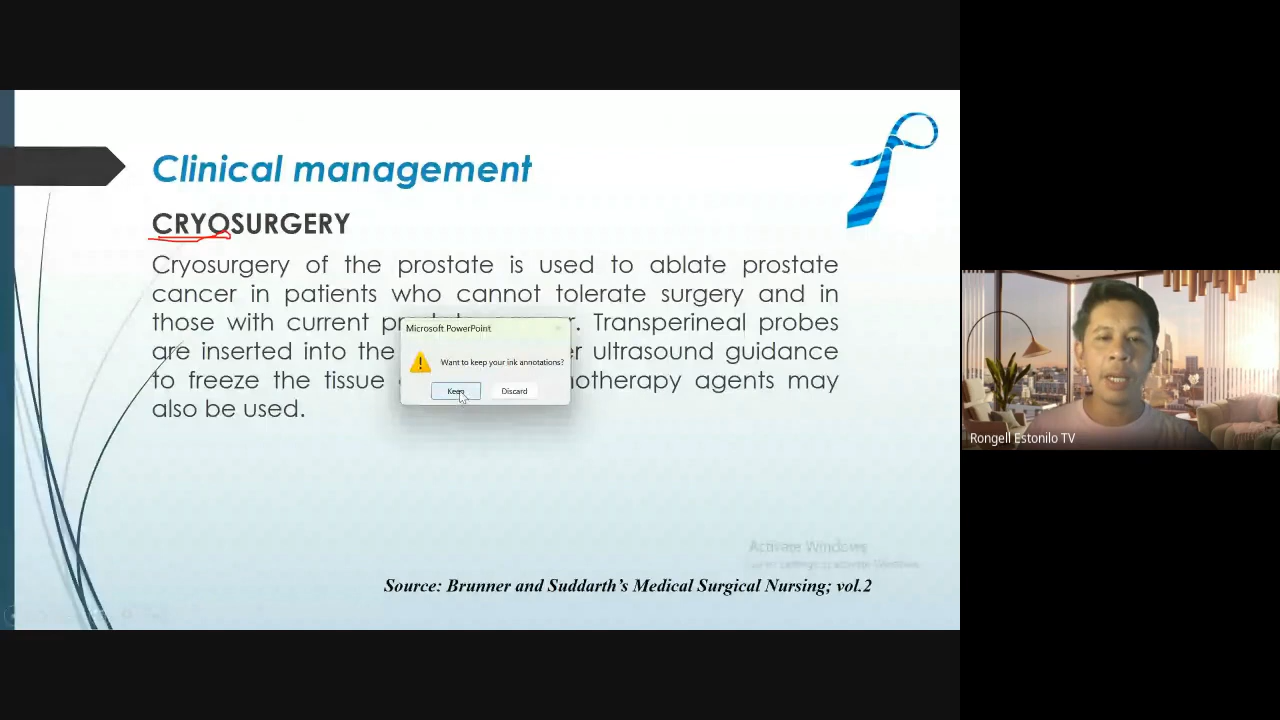 Clinical management
CRYOSURGERY
Cryosurgery of the prostate is used to ablate prostate
cancer in patients who cannot tolerate surgery and in
those with current Transperineal probes
are inserted into the ultrasound guidance
to freeze the tissue agents may
also be used.
Microsoft PowerPoint
Want to keep your ink annotations?
Keep
Discard
Activate Windows
Source: Brunner and Suddarth's Medical Surgical Nursing; vol.2
Rongell Estonilo TV